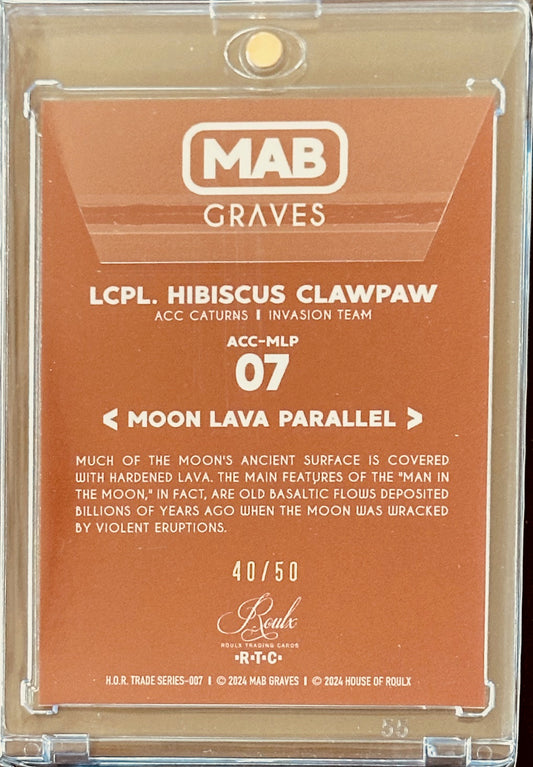 MAB
GRAVES
LCPL. HIBISCUS CLAWPAW
ACC CATURNS | INVASION TEAM
ACC-MLP
07
< MOON LAVA PARALLEL >
MUCH OF THE MOON'S ANCIENT SURFACE IS COVERED
WITH HARDENED LAVA. THE MAIN FEATURES OF THE "MAN IN
THE MOON," IN FACT, ARE OLD BASALTIC FLOWS DEPOSITED
BILLIONS OF YEARS AGO WHEN THE MOON WAS WRACKED
BY VIOLENT ERUPTIONS.
40/50
Roulx
ROULX TRADING CARDS
•R•T•C•
H.O.R. TRADE SERIES-007 | © 2024 MAB GRAVES | © 2024 HOUSE OF ROULX
55